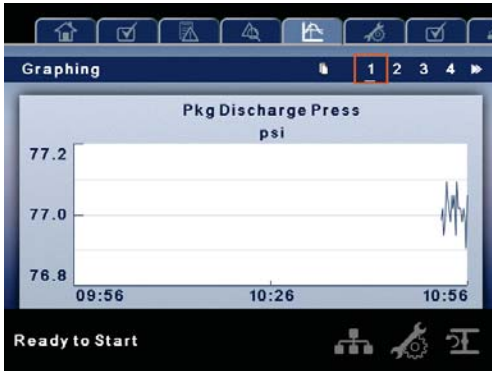 Graphing 1 2 3 4
Pkg Discharge Press
psi
77.2
77.0
76.8
09:56 10:26 10:56
Ready to Start